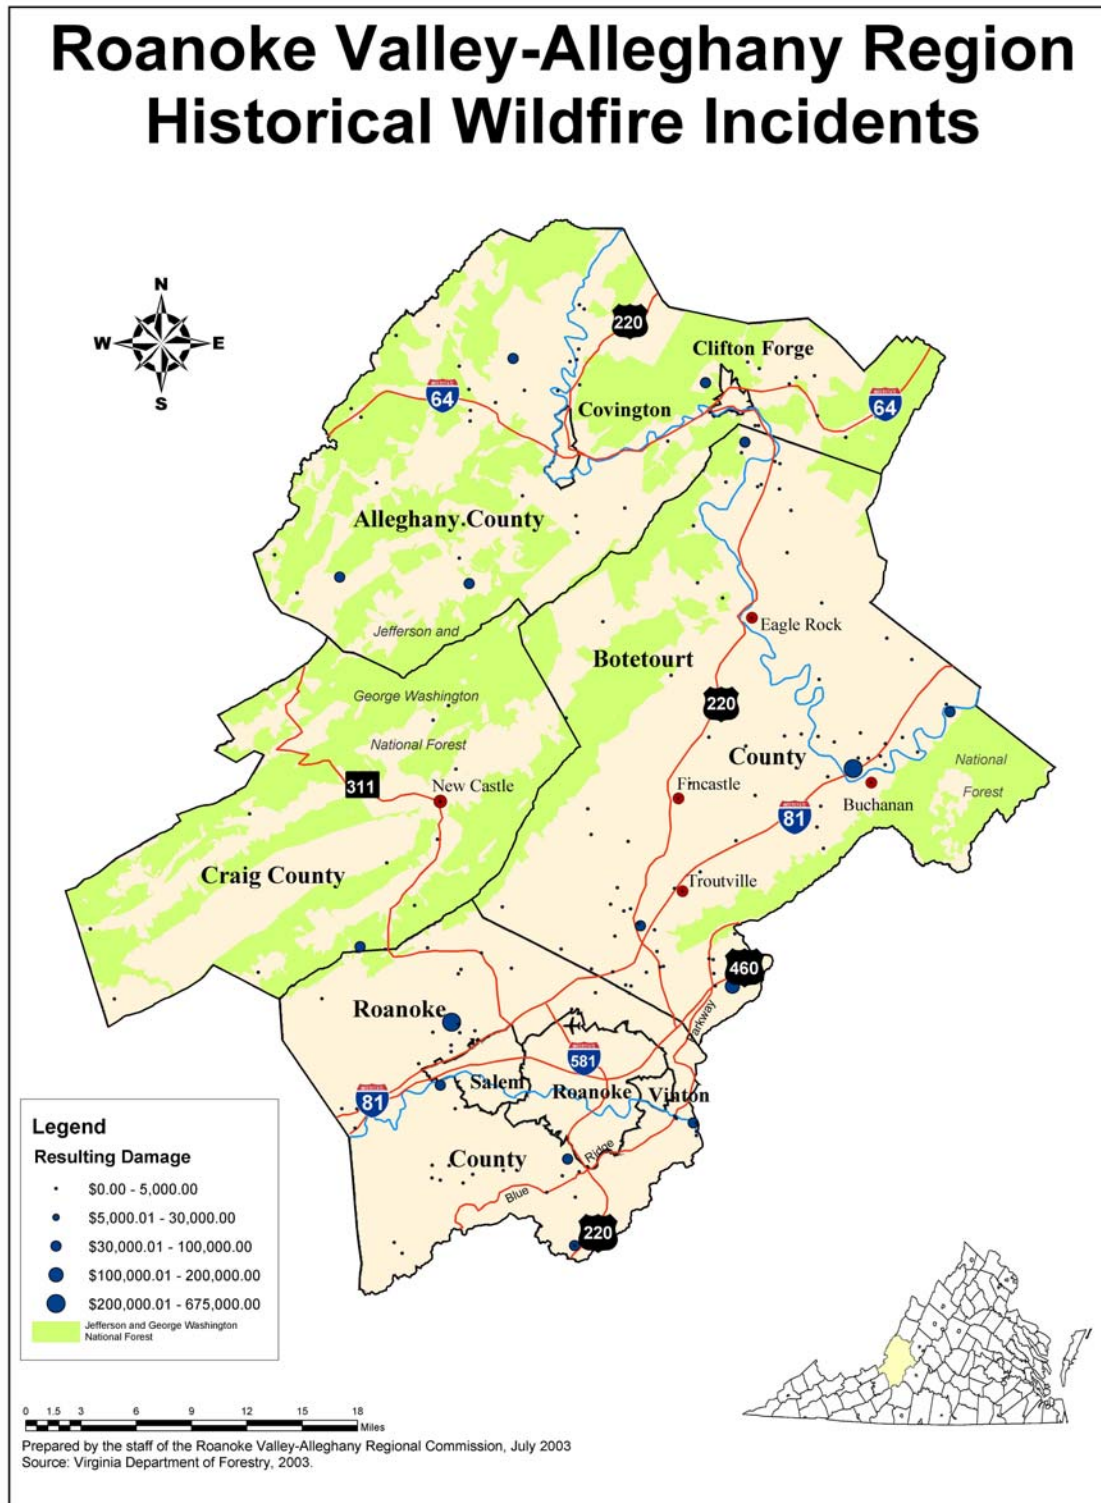 Roanoke Valley-Alleghany Region
Historical Wildfire Incidents
N
W
E
S
220
Clifton Forge
64
64
Covington
Alleghany County
Eagle Rock
Jefferson and
Botetourt
George Washington
220
National Forest
County
National
Forest
311
New Castle
Fincastle
Buchanan
81
Craig County
Troutville
460
Roanoke
Parkway
581
Salem
Roanoke
Vinton
81
County
Ridge
Blue
220
Legend
Resulting Damage
$0.00 - 5,000.00
$5,000.01 - 30,000.00
$30,000.01 - 100,000.00
$100,000.01 - 200,000.00
$200,000.01 - 675,000.00
Jefferson and George Washington
National Forest
0 1.5 3 6 9 12 15 18
Miles
Prepared by the staff of the Roanoke Valley-Alleghany Regional Commission, July 2003
Source: Virginia Department of Forestry, 2003.